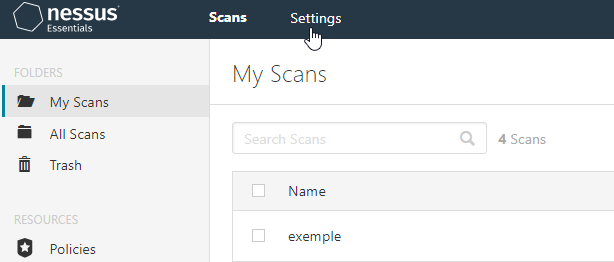 nessus
Essentials
Scans
Settings
FOLDERS
My Scans
All Scans
Trash
RESOURCES
Policies
My Scans
Search Scans
4 Scans
Name
exemple